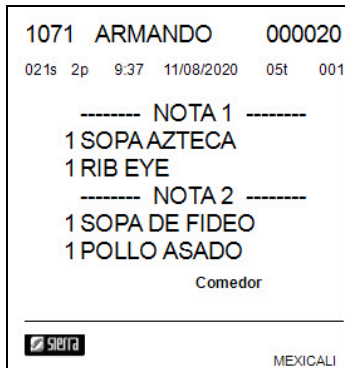 1071 ARMANDO 000020
021s 2p 9:37 11/08/2020 05t 001
-------- NOTA 1 --------
1 SOPA AZTECA
1 RIB EYE
-------- NOTA 2 --------
1 SOPA DE FIDEO
1 POLLO ASADO
Comedor
sierra
MEXICALI